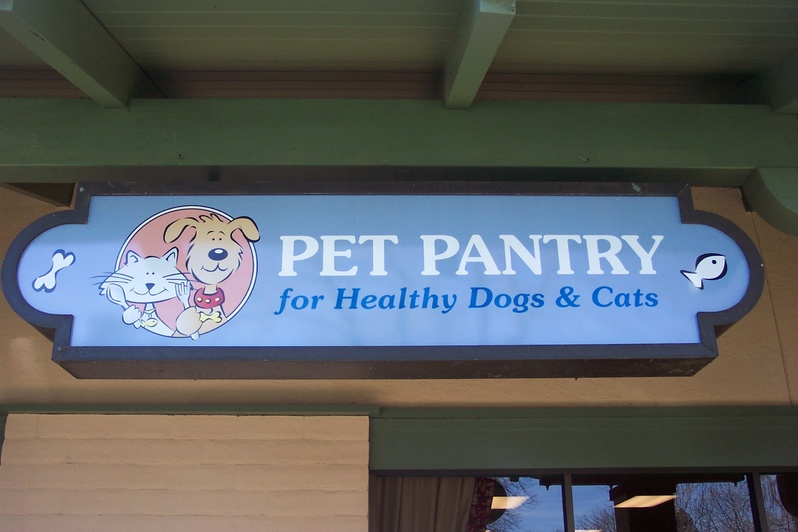 PET PANTRY
for Healthy Dogs & Cats